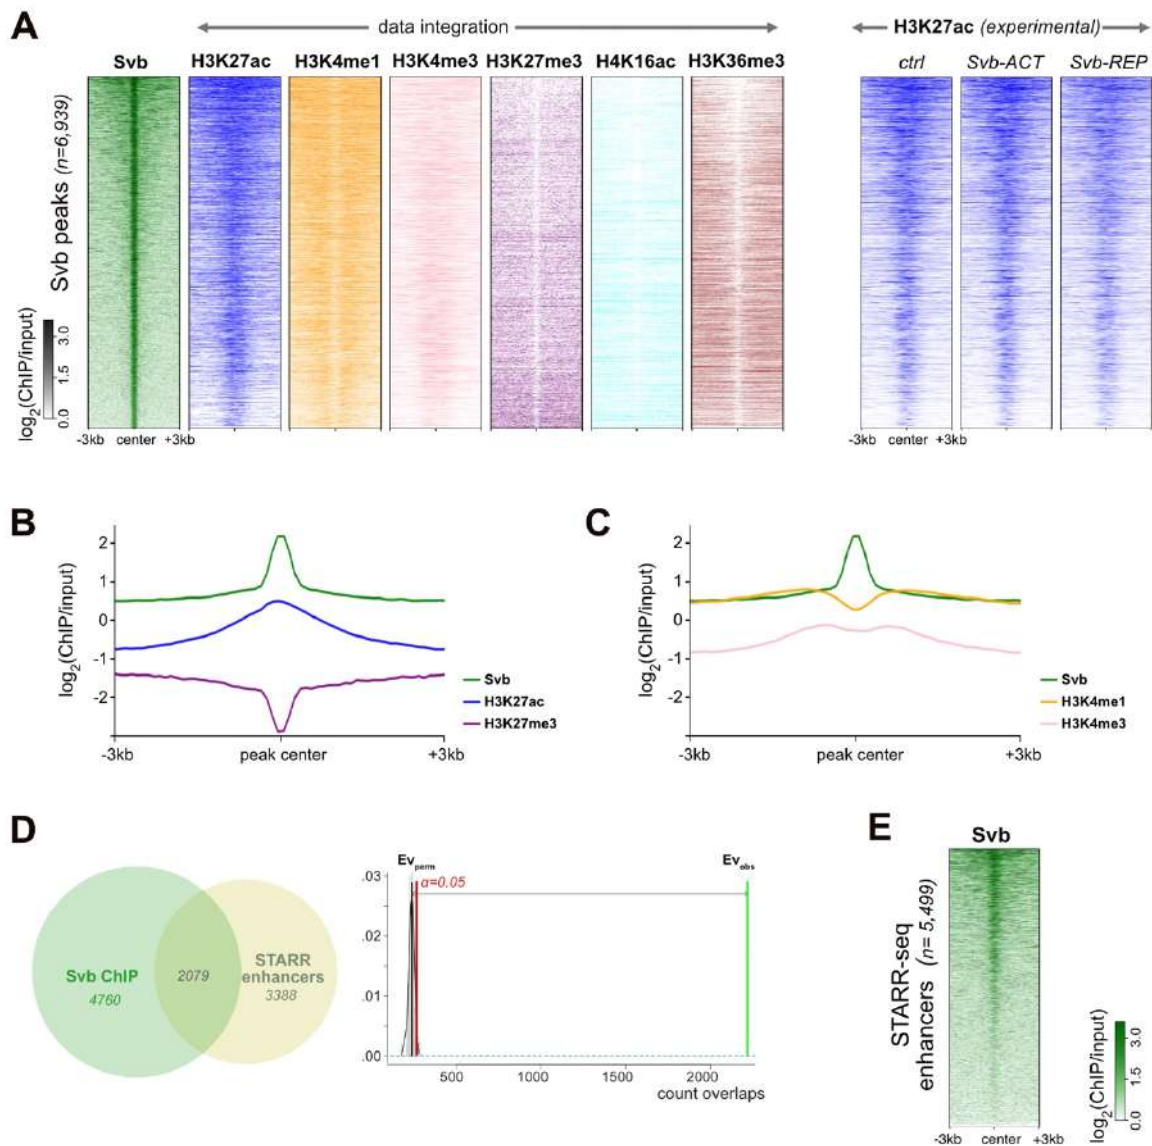 A
data integration
H3K27ac (experimental)
Svb
H3K27ac
H3K4me1
H3K4me3
H3K27me3
H4K16ac
H3K36me3
ctrl
Svb-ACT
Svb-REP
Svb peaks (n=6,939)
log2(ChIP/input)
3.0
1.5
0.0
-3kb center +3kb
-3kb center +3kb
B
log2(ChIP/input)
2
1
0
-1
-2
-3kb
peak center
+3kb
Svb
H3K27ac
H3K27me3
C
log2(ChIP/input)
2
1
0
-1
-2
-3kb
peak center
+3kb
Svb
H3K4me1
H3K4me3
D
Svb ChIP
4760
2079
STARR
enhancers
3388
Evperm
Evobs
α=0.05
.03
.02
.01
.00
500
1000
1500
2000
count overlaps
E
Svb
STARR-seq
enhancers (n= 5,499)
-3kb center +3kb
log2(ChIP/input)
3.0
1.5
0.0